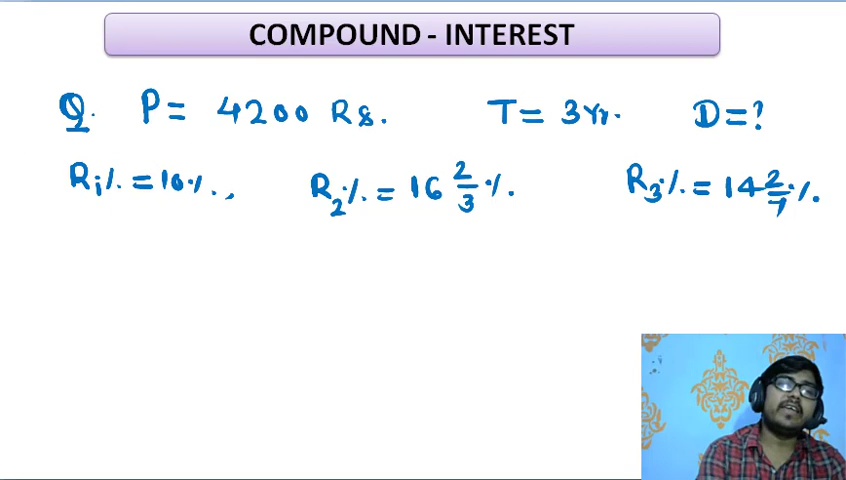 COMPOUND - INTEREST
Q. P = 4200 Rs. T = 3 Yr. D = ?
R₁% = 10%, R₂% = 16 2/3 % R₃% = 14 2/7 %.